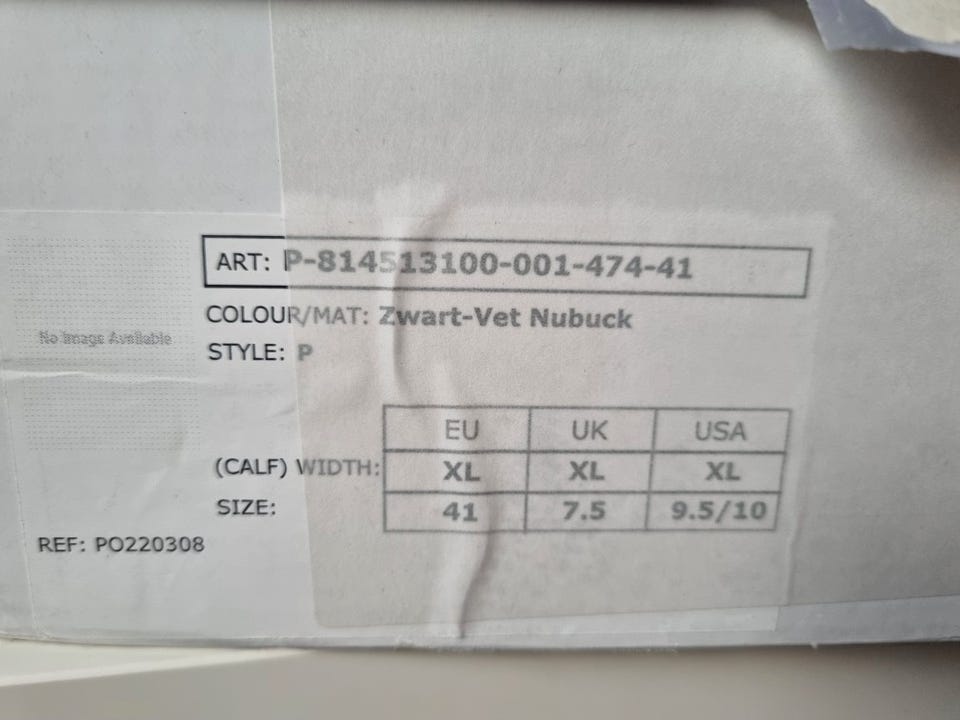 ART: P-814513100-001-474-41
COLOUR/MAT: Zwart-Vet Nubuck
No Image Available
STYLE: P
EU UK USA
(CALF) WIDTH: XL XL XL
SIZE: 41 7.5 9.5/10
REF: PO220308